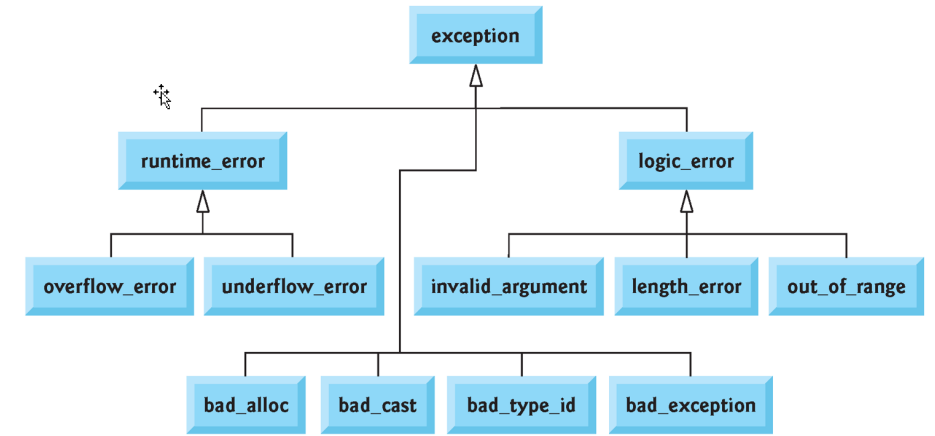 exception
runtime_error
logic_error
overflow_error
underflow_error
invalid_argument
length_error
out_of_range
bad_alloc
bad_cast
bad_type_id
bad_exception